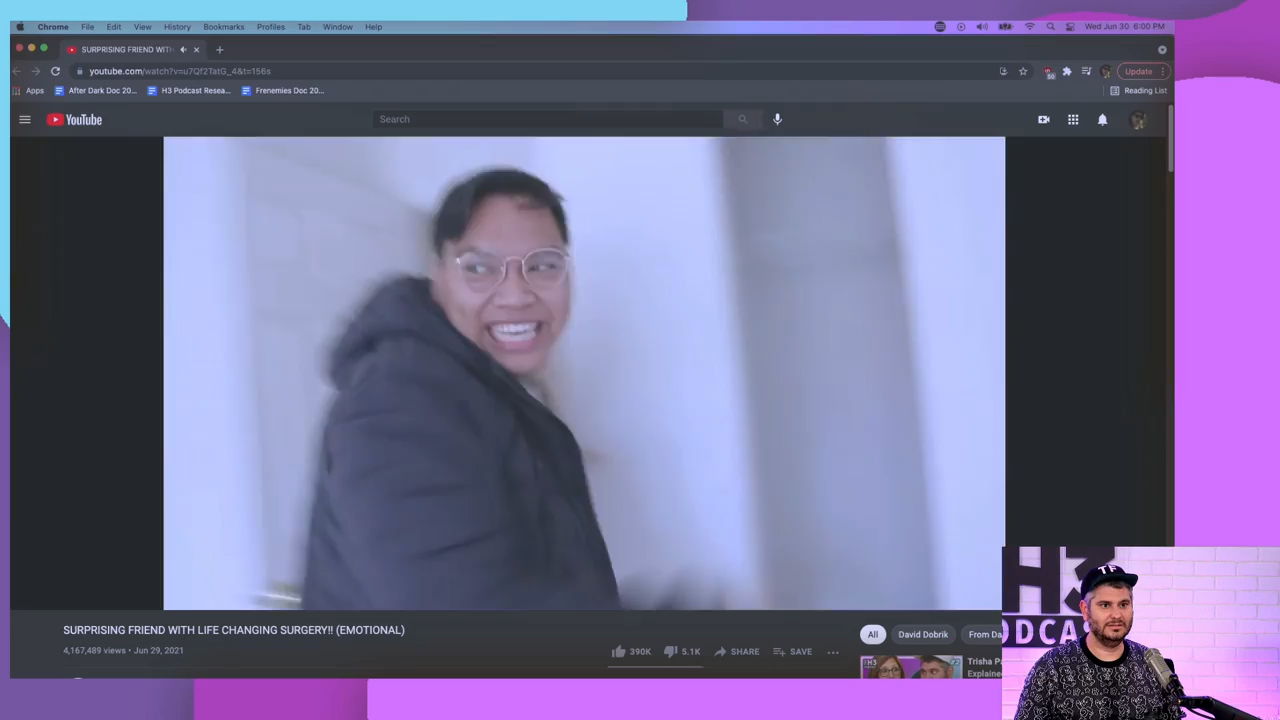 Chrome File Edit View History Bookmarks Profiles Tab Window Help Wed Jun 30 6:00 PM
SURPRISING FRIEND WITH
youtube.com/watch?v=u7Qf2TatG_4&t=156s Update
Apps After Dark Doc 20... H3 Podcast Resea... Frenemies Doc 20... Reading List
YouTube Search
SURPRISING FRIEND WITH LIFE CHANGING SURGERY!! (EMOTIONAL)
4,167,489 views • Jun 29, 2021
390K 5.1K SHARE SAVE
All David Dobrik From Da
H3
Trisha Pa
Explaine
H3
ODCAS
TF